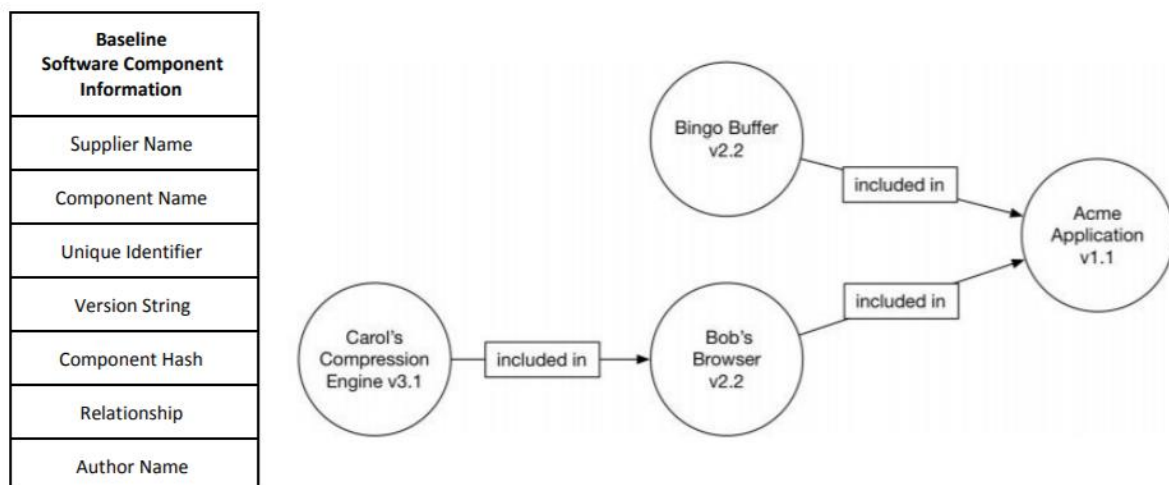 Baseline
Software Component
Information
Supplier Name
Component Name
Unique Identifier
Version String
Component Hash
Relationship
Author Name
Bingo Buffer
v2.2
included in
Acme
Application
v1.1
included in
Carol's
Compression
Engine v3.1
included in
Bob's
Browser
v2.2